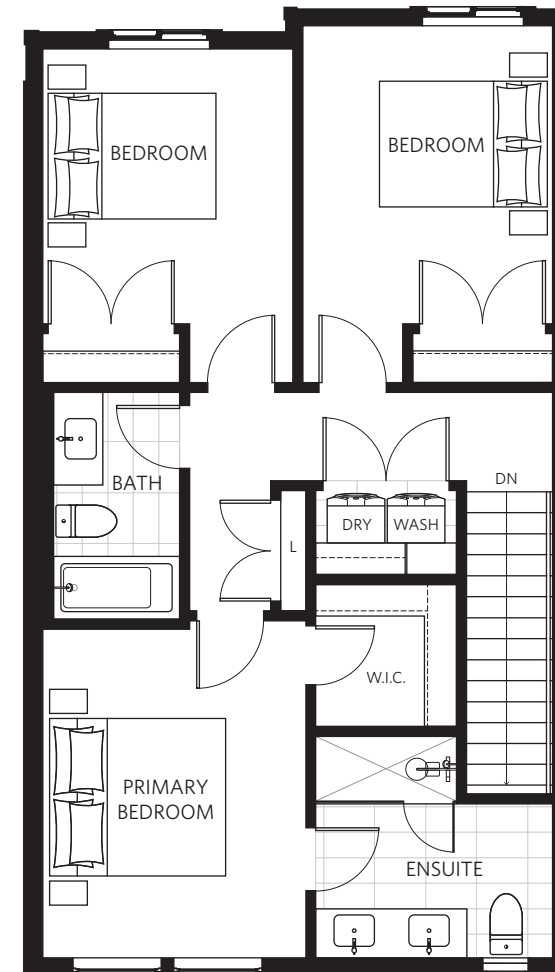 BEDROOM
BEDROOM
BATH
DN
DRY
WASH
L
W.I.C.
PRIMARY
BEDROOM
ENSUITE